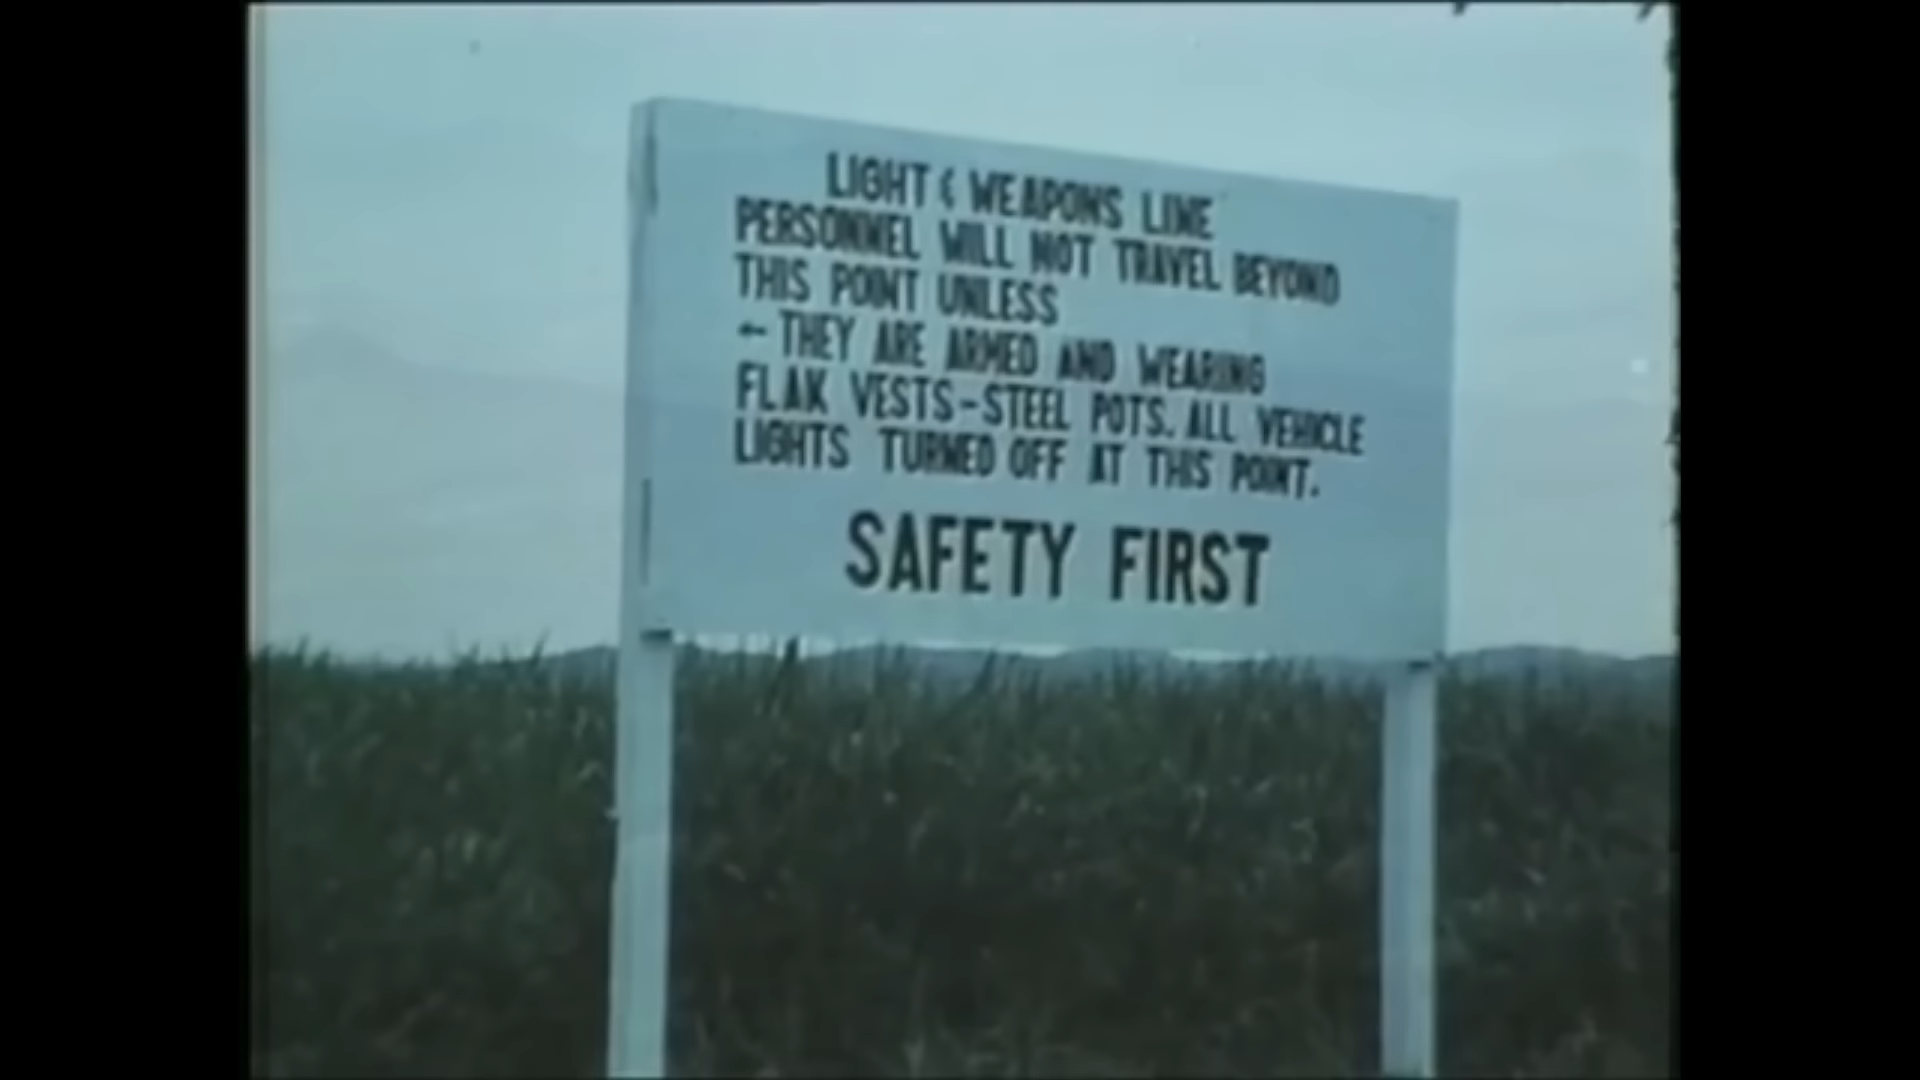 LIGHT & WEAPONS LINE
PERSONNEL WILL NOT TRAVEL BEYOND
THIS POINT UNLESS
- THEY ARE ARMED AND WEARING
FLAK VESTS-STEEL POTS. ALL VEHICLE
LIGHTS TURNED OFF AT THIS POINT.
SAFETY FIRST